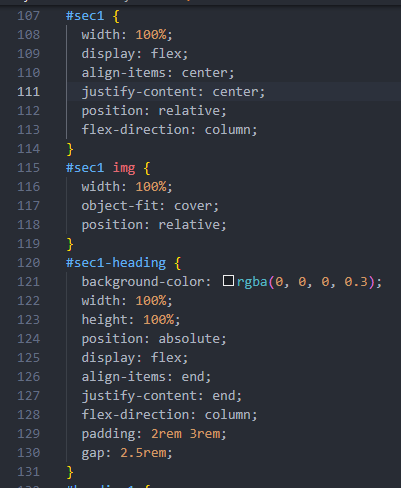 107 #sec1 {
108 width: 100%;
109 display: flex;
110 align-items: center;
111 justify-content: center;
112 position: relative;
113 flex-direction: column;
114 }
115 #sec1 img {
116 width: 100%;
117 object-fit: cover;
118 position: relative;
119 }
120 #sec1-heading {
121 background-color: rgba(0, 0, 0, 0.3);
122 width: 100%;
123 height: 100%;
124 position: absolute;
125 display: flex;
126 align-items: end;
127 justify-content: end;
128 flex-direction: column;
129 padding: 2rem 3rem;
130 gap: 2.5rem;
131 }